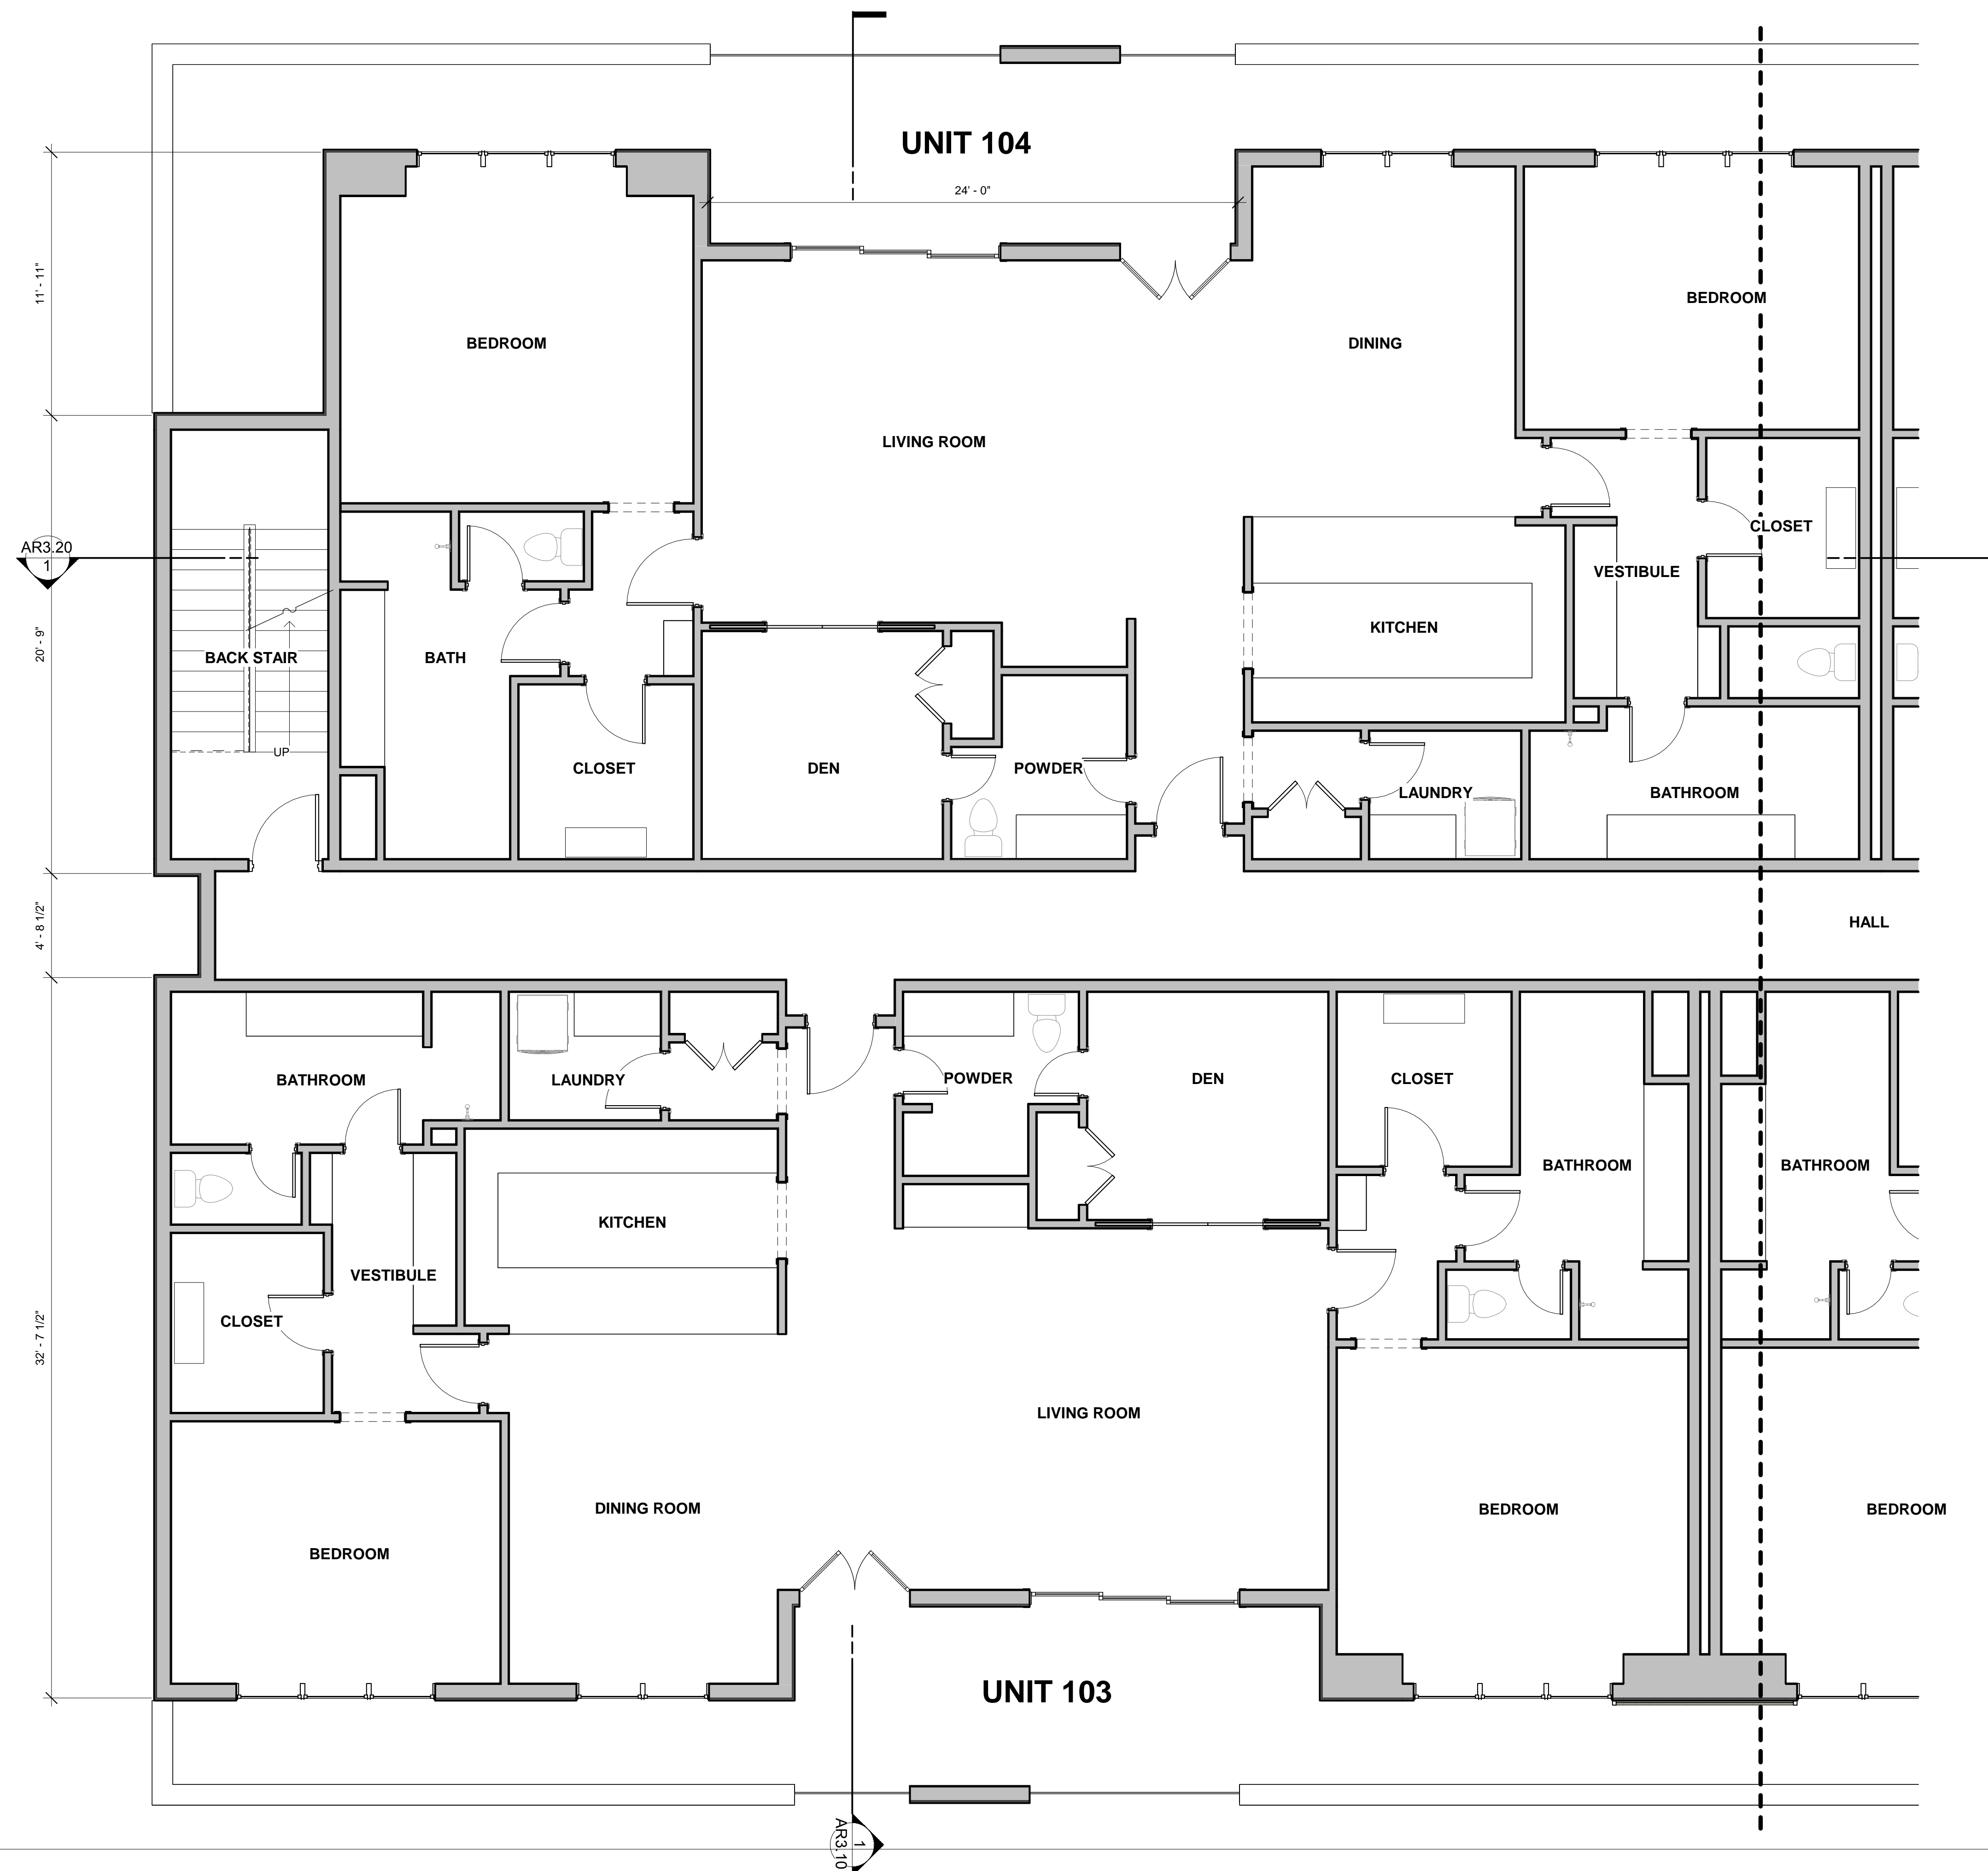 UNIT 104
24' - 0"
11' - 11"
BEDROOM
BEDROOM
DINING
LIVING ROOM
CLOSET
AR3.20
1
VESTIBULE
KITCHEN
20' - 9"
BACK STAIR
BATH
UP
CLOSET
DEN
POWDER
LAUNDRY
BATHROOM
4' - 8 1/2"
HALL
BATHROOM
LAUNDRY
POWDER
DEN
CLOSET
BATHROOM
BATHROOM
KITCHEN
VESTIBULE
CLOSET
32' - 7 1/2"
LIVING ROOM
DINING ROOM
BEDROOM
BEDROOM
BEDROOM
UNIT 103
1
AR3.10